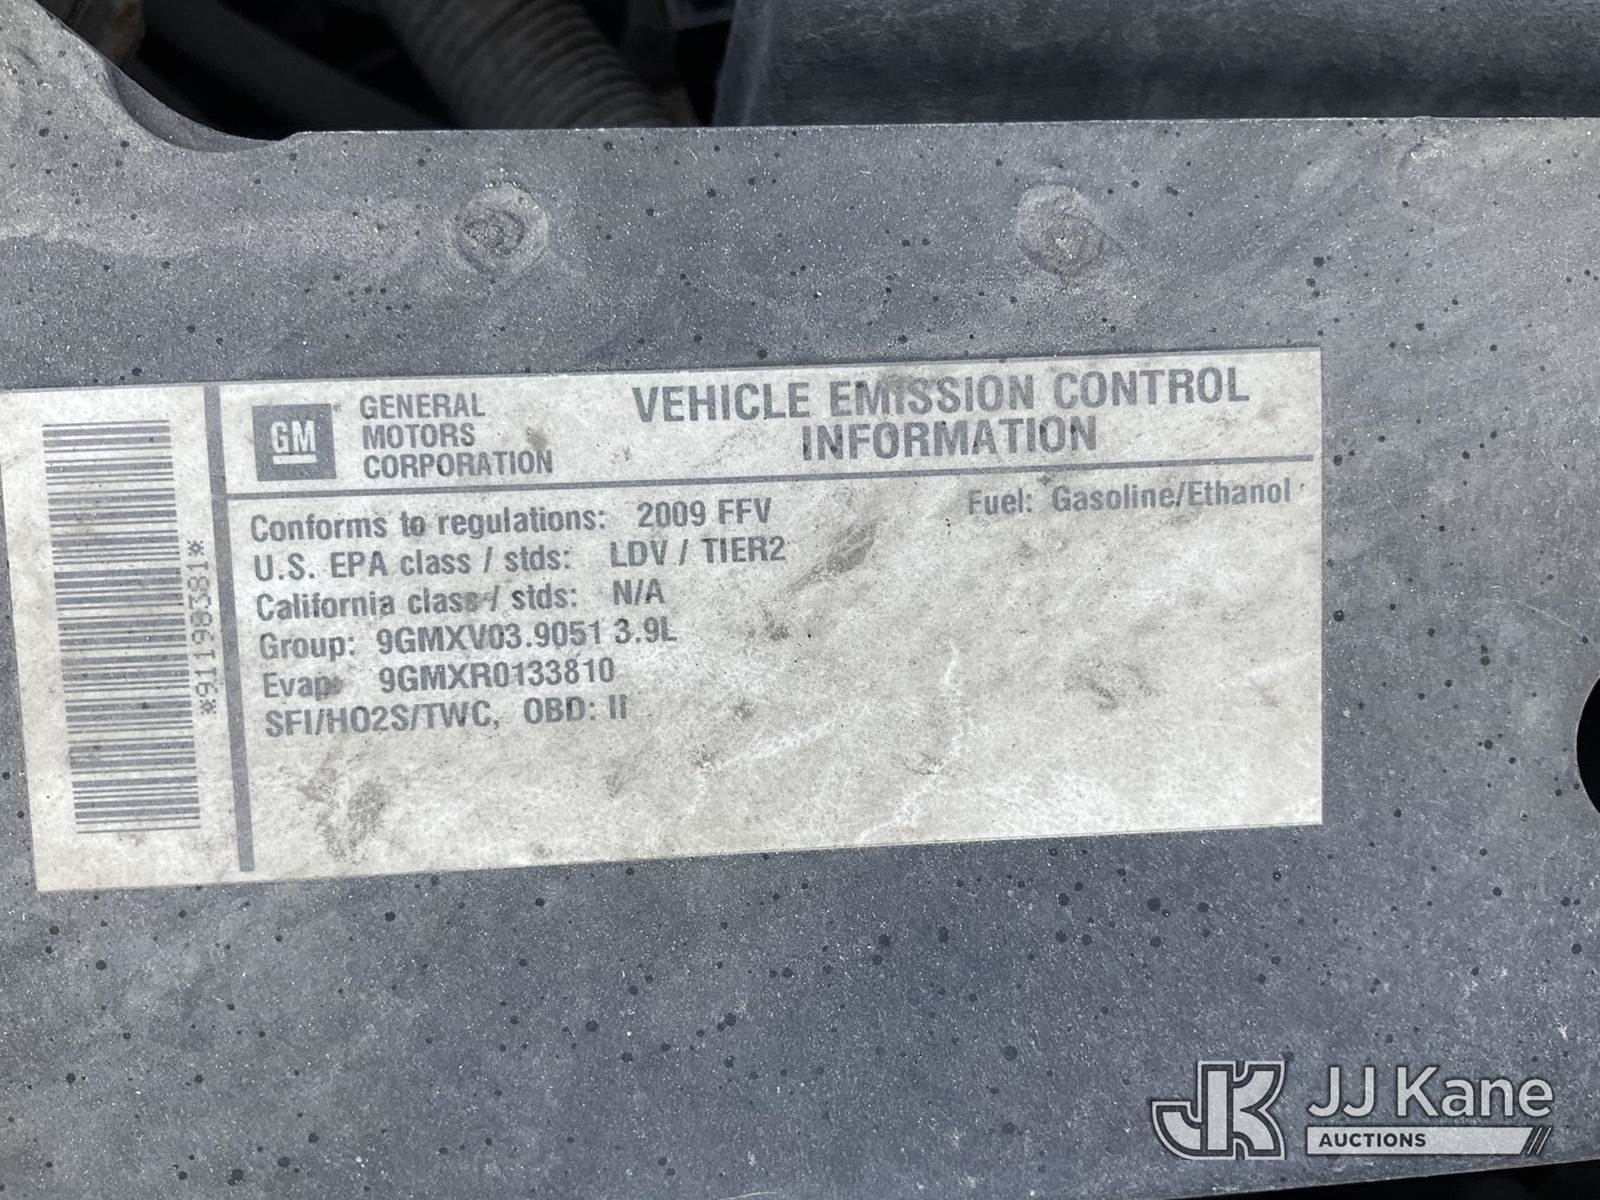 GM
GENERAL
MOTORS
CORPORATION
VEHICLE EMISSION CONTROL
INFORMATION
Conforms to regulations: 2009 FFV
Fuel: Gasoline/Ethanol
U.S. EPA class / stds: LDV / TIER2
California class / stds: N/A
Group: 9GMXV03.9051 3.9L
Evap: 9GMXR0133810
SFI/HO2S/TWC, OBD: II
*91198381*
JK
JJ Kane
AUCTIONS